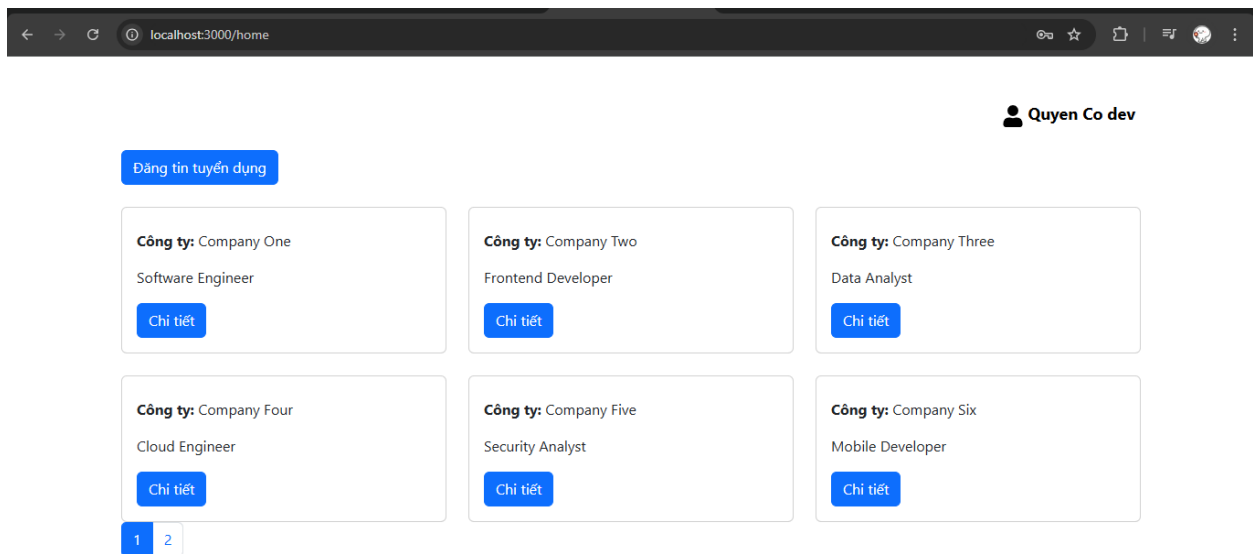 localhost:3000/home
Quyen Co dev
Đăng tin tuyển dụng
Công ty: Company One
Software Engineer
Chi tiết
Công ty: Company Two
Frontend Developer
Chi tiết
Công ty: Company Three
Data Analyst
Chi tiết
Công ty: Company Four
Cloud Engineer
Chi tiết
Công ty: Company Five
Security Analyst
Chi tiết
Công ty: Company Six
Mobile Developer
Chi tiết
1 2